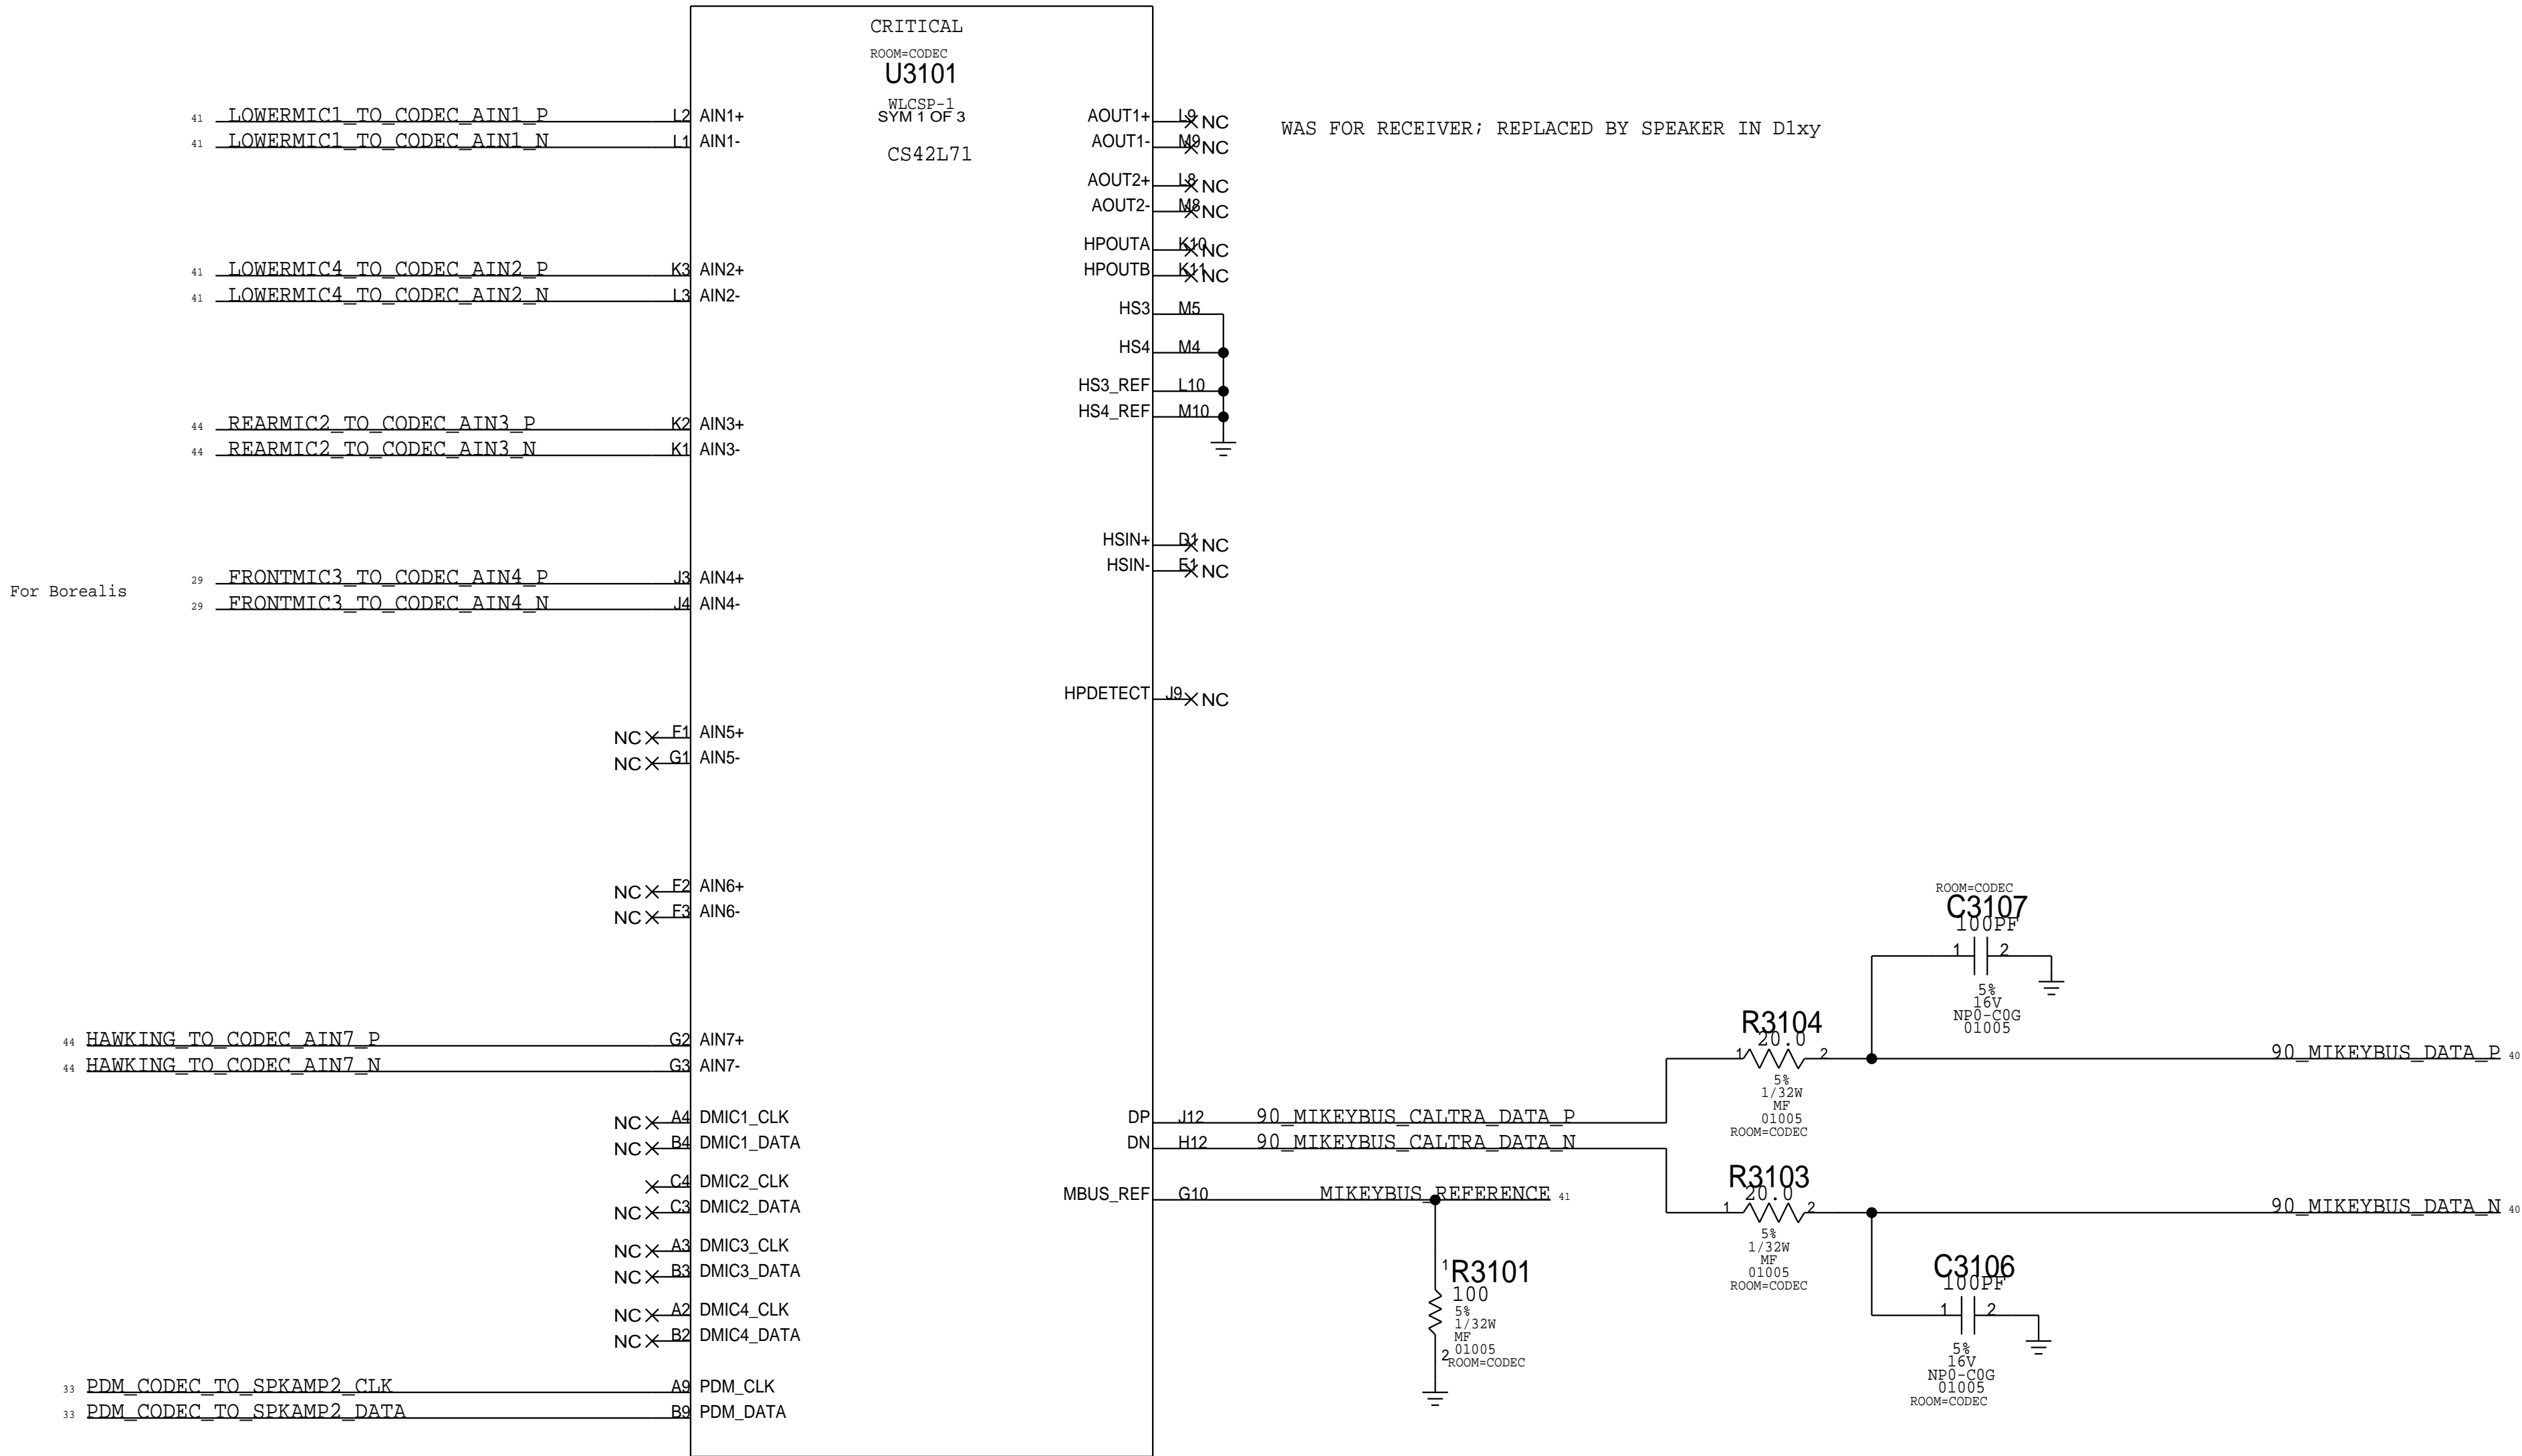 CRITICAL
ROOM=CODEC
U3101
WLCSP-1
SYM 1 OF 3
CS42L71
41 LOWERMIC1_TO_CODEC_AIN1_P L2 AIN1+
41 LOWERMIC1_TO_CODEC_AIN1_N L1 AIN1-
41 LOWERMIC4_TO_CODEC_AIN2_P K3 AIN2+
41 LOWERMIC4_TO_CODEC_AIN2_N L3 AIN2-
44 REARMIC2_TO_CODEC_AIN3_P K2 AIN3+
44 REARMIC2_TO_CODEC_AIN3_N K1 AIN3-
For Borealis
29 FRONTMIC3_TO_CODEC_AIN4_P J3 AIN4+
29 FRONTMIC3_TO_CODEC_AIN4_N J4 AIN4-
NC F1 AIN5+
NC G1 AIN5-
NC F2 AIN6+
NC F3 AIN6-
44 HAWKING_TO_CODEC_AIN7_P G2 AIN7+
44 HAWKING_TO_CODEC_AIN7_N G3 AIN7-
NC A4 DMIC1_CLK
NC B4 DMIC1_DATA
C4 DMIC2_CLK
NC C3 DMIC2_DATA
NC A3 DMIC3_CLK
NC B3 DMIC3_DATA
NC A2 DMIC4_CLK
NC B2 DMIC4_DATA
33 PDM_CODEC_TO_SPKAMP2_CLK A9 PDM_CLK
33 PDM_CODEC_TO_SPKAMP2_DATA B9 PDM_DATA
AOUT1+ L9 NC
AOUT1- M9 NC
WAS FOR RECEIVER; REPLACED BY SPEAKER IN D1xy
AOUT2+ L8 NC
AOUT2- M8 NC
HPOUTA K10 NC
HPOUTB K11 NC
HS3 M5
HS4 M4
HS3_REF L10
HS4_REF M10
HSIN+ D1 NC
HSIN- E1 NC
HPDETECT J9 NC
DP J12 90_MIKEYBUS_CALTRA_DATA_P
DN H12 90_MIKEYBUS_CALTRA_DATA_N
MBUS_REF G10 MIKEYBUS_REFERENCE 41
1
R3101
100
5%
1/32W
MF
01005
2
ROOM=CODEC
ROOM=CODEC
C3107
100PF
1 2
5%
16V
NP0-C0G
01005
R3104
20.0
1 2
5%
1/32W
MF
01005
ROOM=CODEC
90_MIKEYBUS_DATA_P 40
R3103
20.0
1 2
5%
1/32W
MF
01005
ROOM=CODEC
90_MIKEYBUS_DATA_N 40
C3106
100PF
1 2
5%
16V
NP0-C0G
01005
ROOM=CODEC